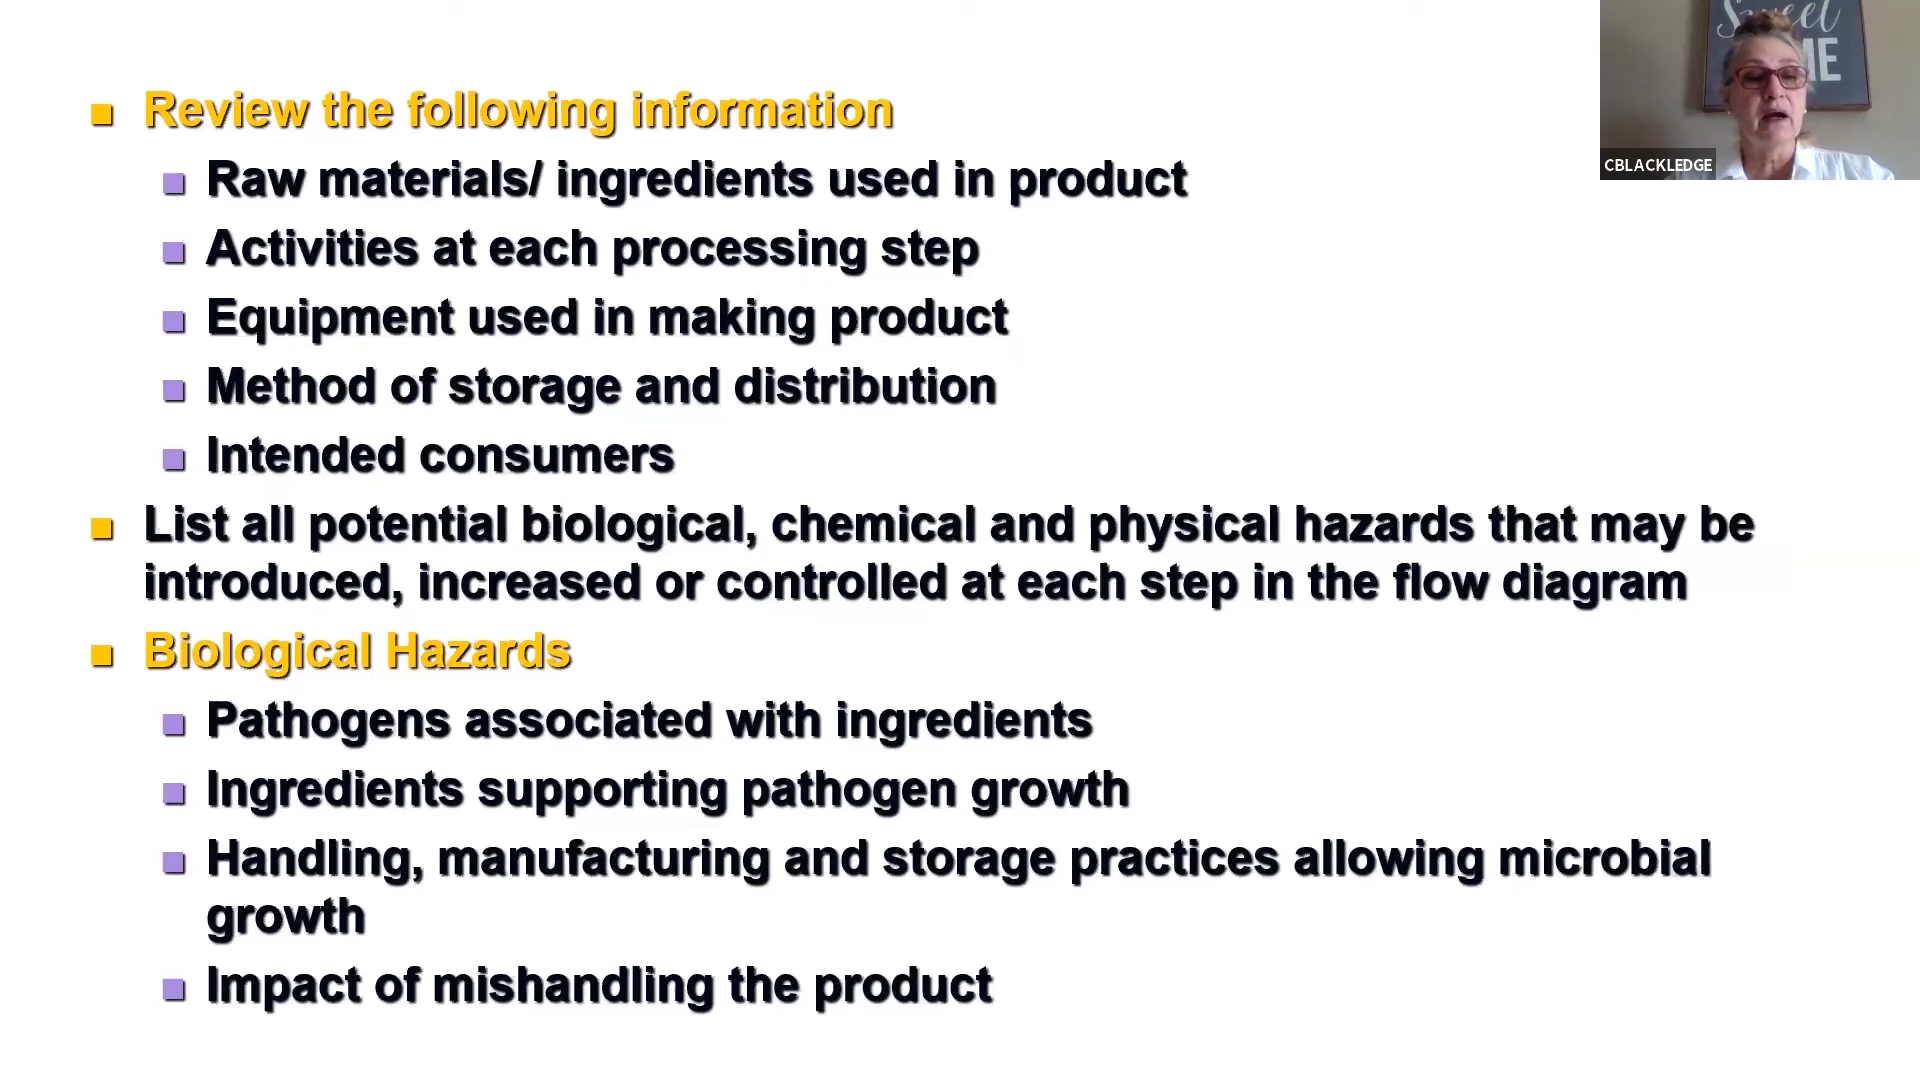 Review the following information
Raw materials/ ingredients used in product
Activities at each processing step
Equipment used in making product
Method of storage and distribution
Intended consumers
List all potential biological, chemical and physical hazards that may be
introduced, increased or controlled at each step in the flow diagram
Biological Hazards
Pathogens associated with ingredients
Ingredients supporting pathogen growth
Handling, manufacturing and storage practices allowing microbial
growth
Impact of mishandling the product
Sweet
ME
CBLACKLEDGE